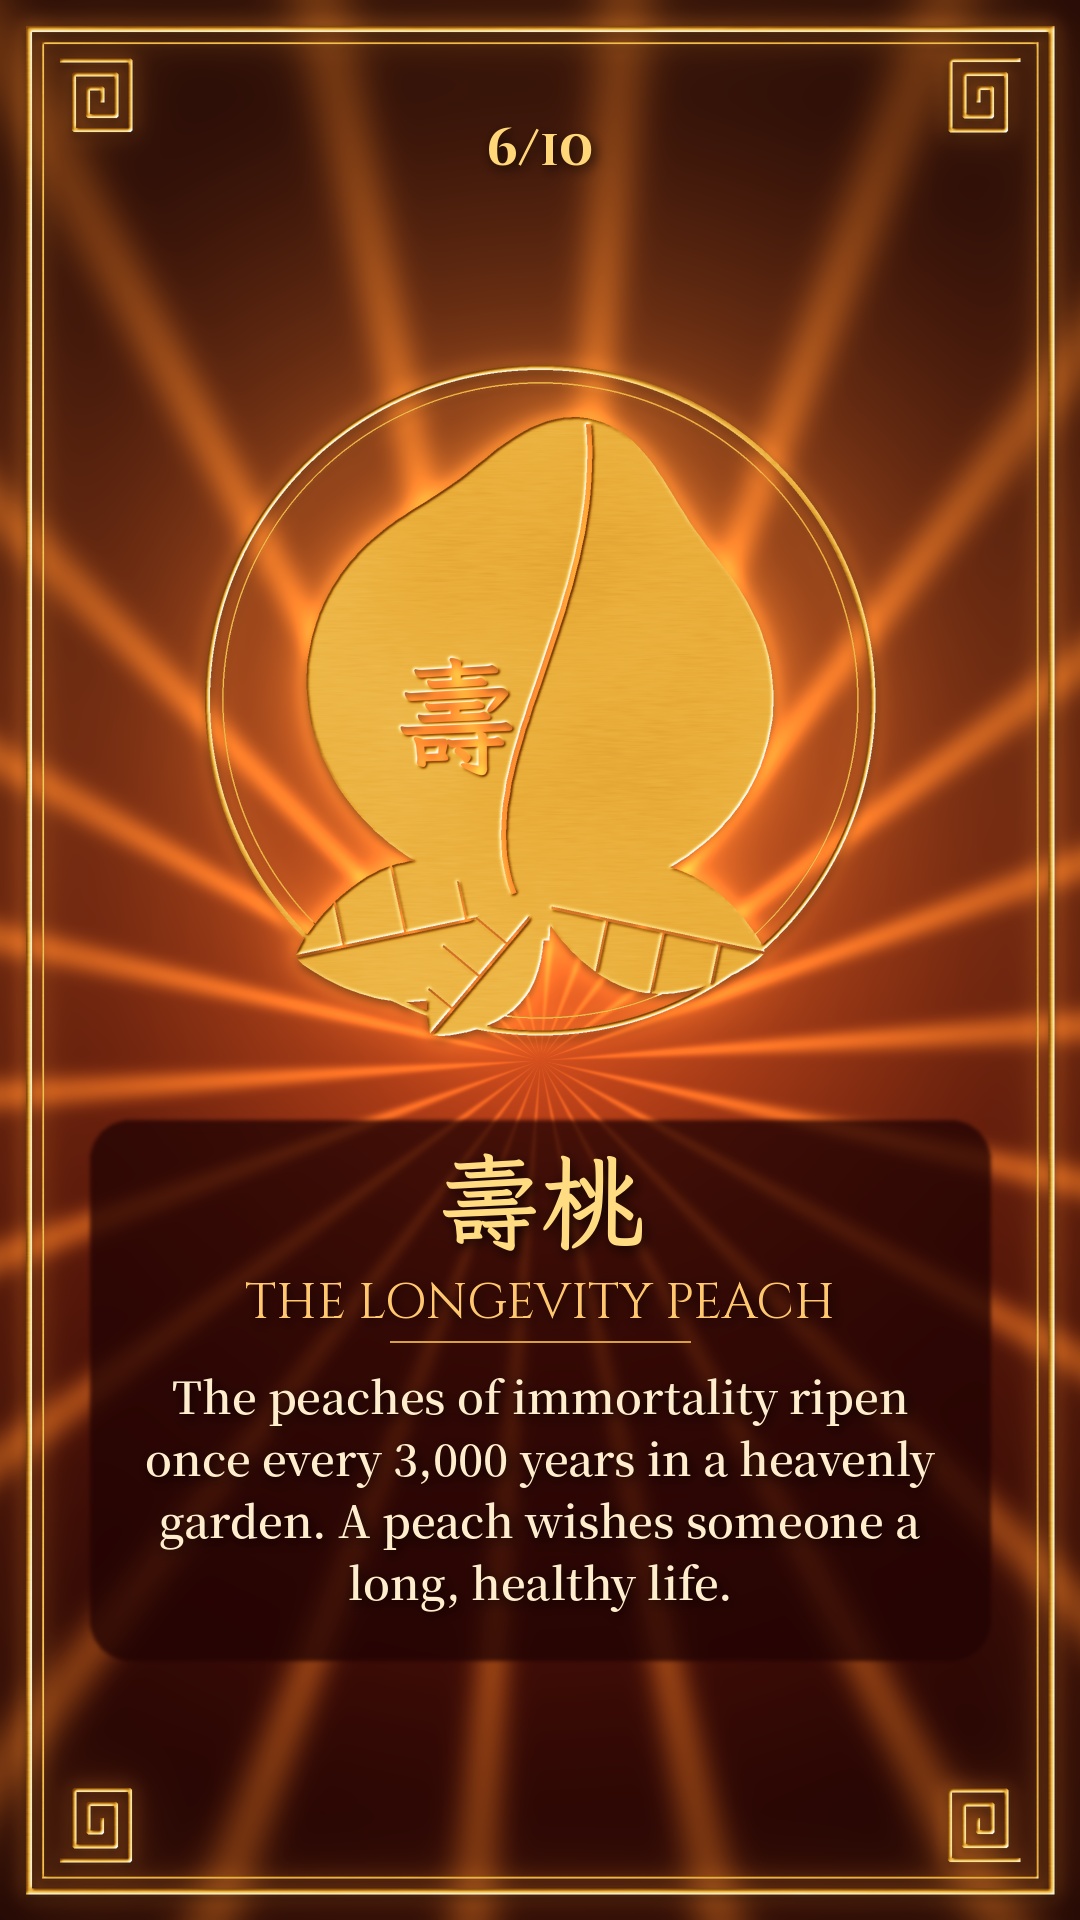 6/10
壽
壽桃
THE LONGEVITY PEACH
The peaches of immortality ripen
once every 3,000 years in a heavenly
garden. A peach wishes someone a
long, healthy life.